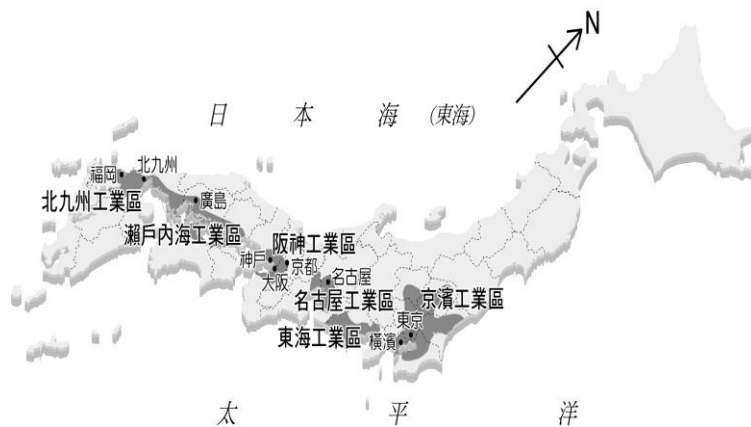 N
日本海(東海)
北九州
福岡
北九州工業區
廣島
瀨戶內海工業區
阪神工業區
神戶
京都
大阪
名古屋
名古屋工業區
京濱工業區
東京
東海工業區
橫濱
太平洋